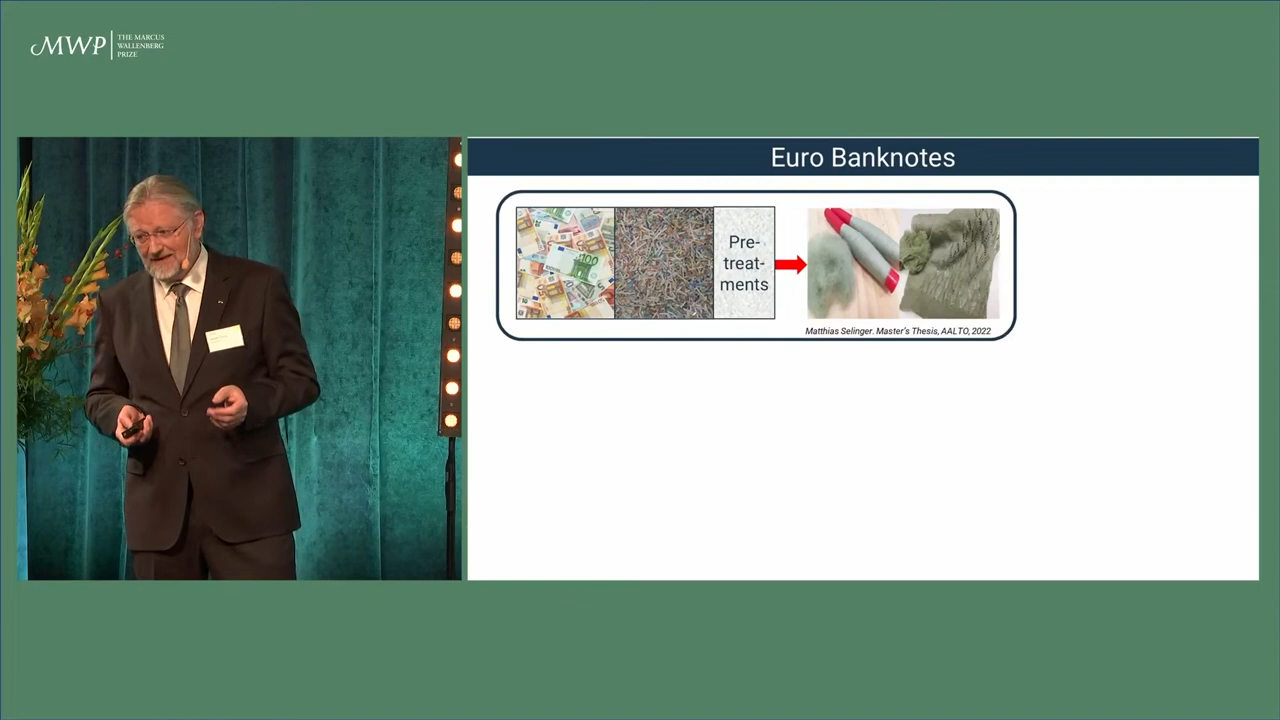 MWP
THE MARCUS
WALLENBERG
PRIZE
Euro Banknotes
Pre-
treat-
ments
Matthias Selinger. Master's Thesis, AALTO, 2022